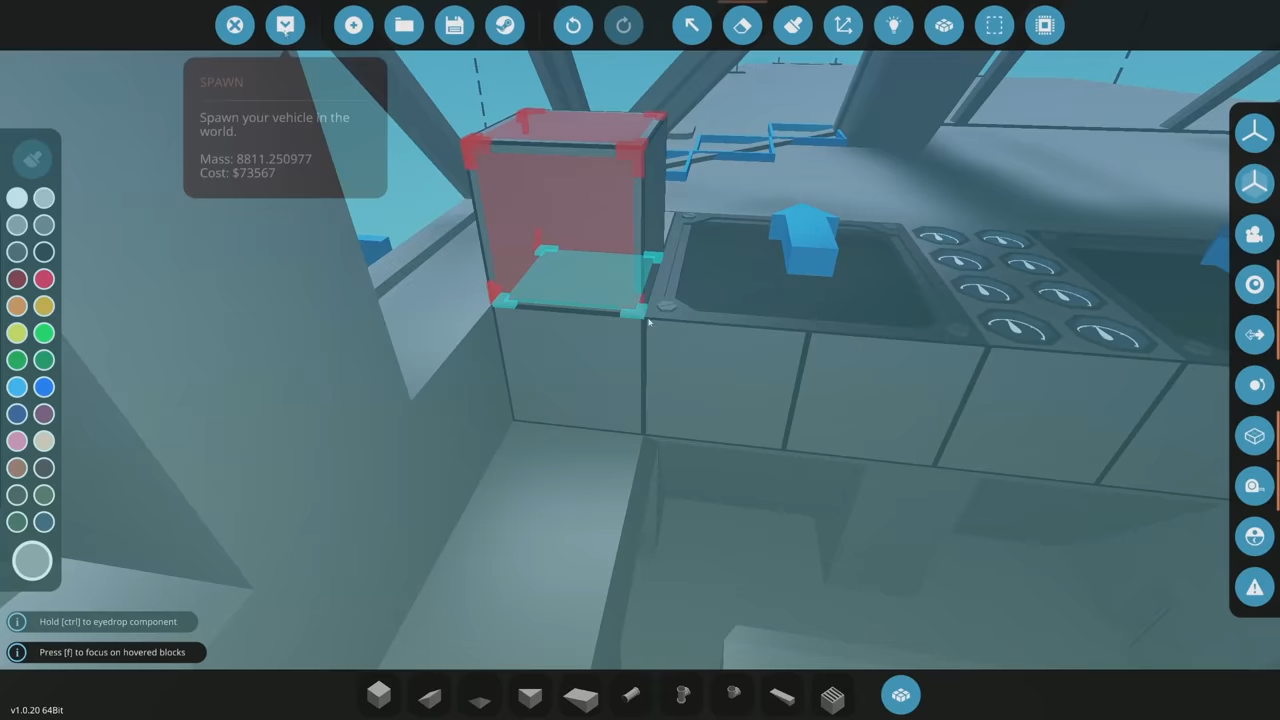 SPAWN
Spawn your vehicle in the
world.
Mass: 8811.250977
Cost: $73567
Hold [ctrl] to eyedrop component
Press [f] to focus on hovered blocks
v1.0.20 64Bit